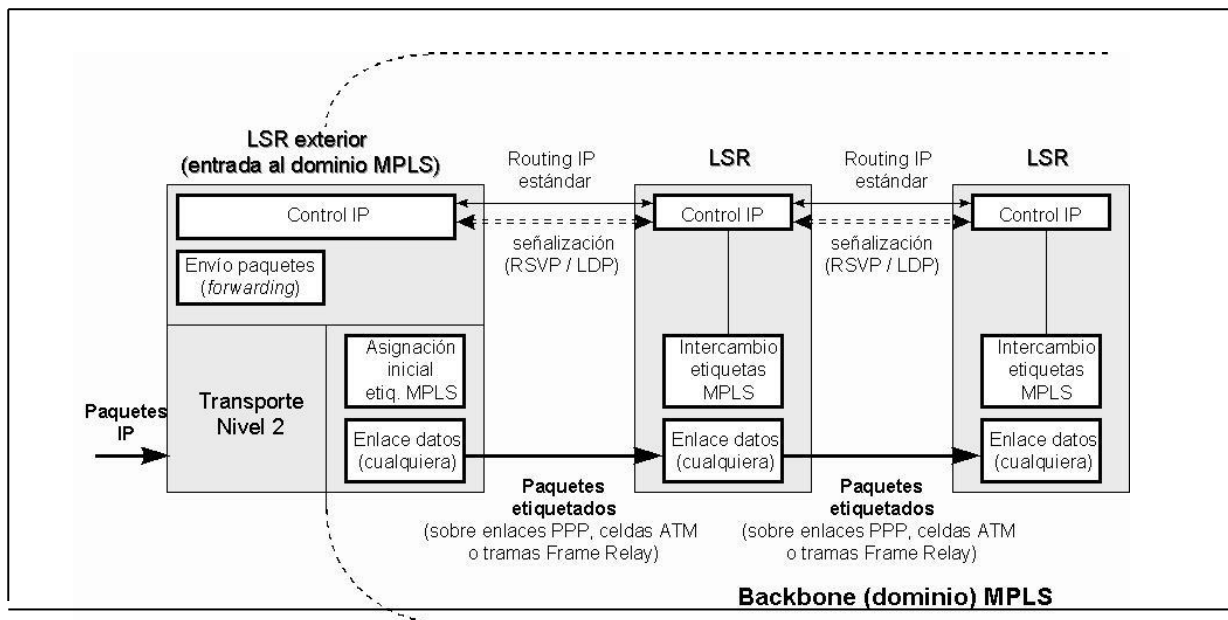 LSR exterior
(entrada al dominio MPLS)
Routing IP
estándar
LSR
Routing IP
estándar
LSR
Control IP
Control IP
Control IP
señalización
(RSVP / LDP)
señalización
(RSVP / LDP)
Envío paquetes
(forwarding)
Asignación
inicial
etiq. MPLS
Intercambio
etiquetas
MPLS
Intercambio
etiquetas
MPLS
Transporte
Nivel 2
Paquetes
IP
Enlace datos
(cualquiera)
Enlace datos
(cualquiera)
Enlace datos
(cualquiera)
Paquetes
etiquetados
(sobre enlaces PPP, celdas ATM
o tramas Frame Relay)
Paquetes
etiquetados
(sobre enlaces PPP, celdas ATM
o tramas Frame Relay)
Backbone (dominio) MPLS